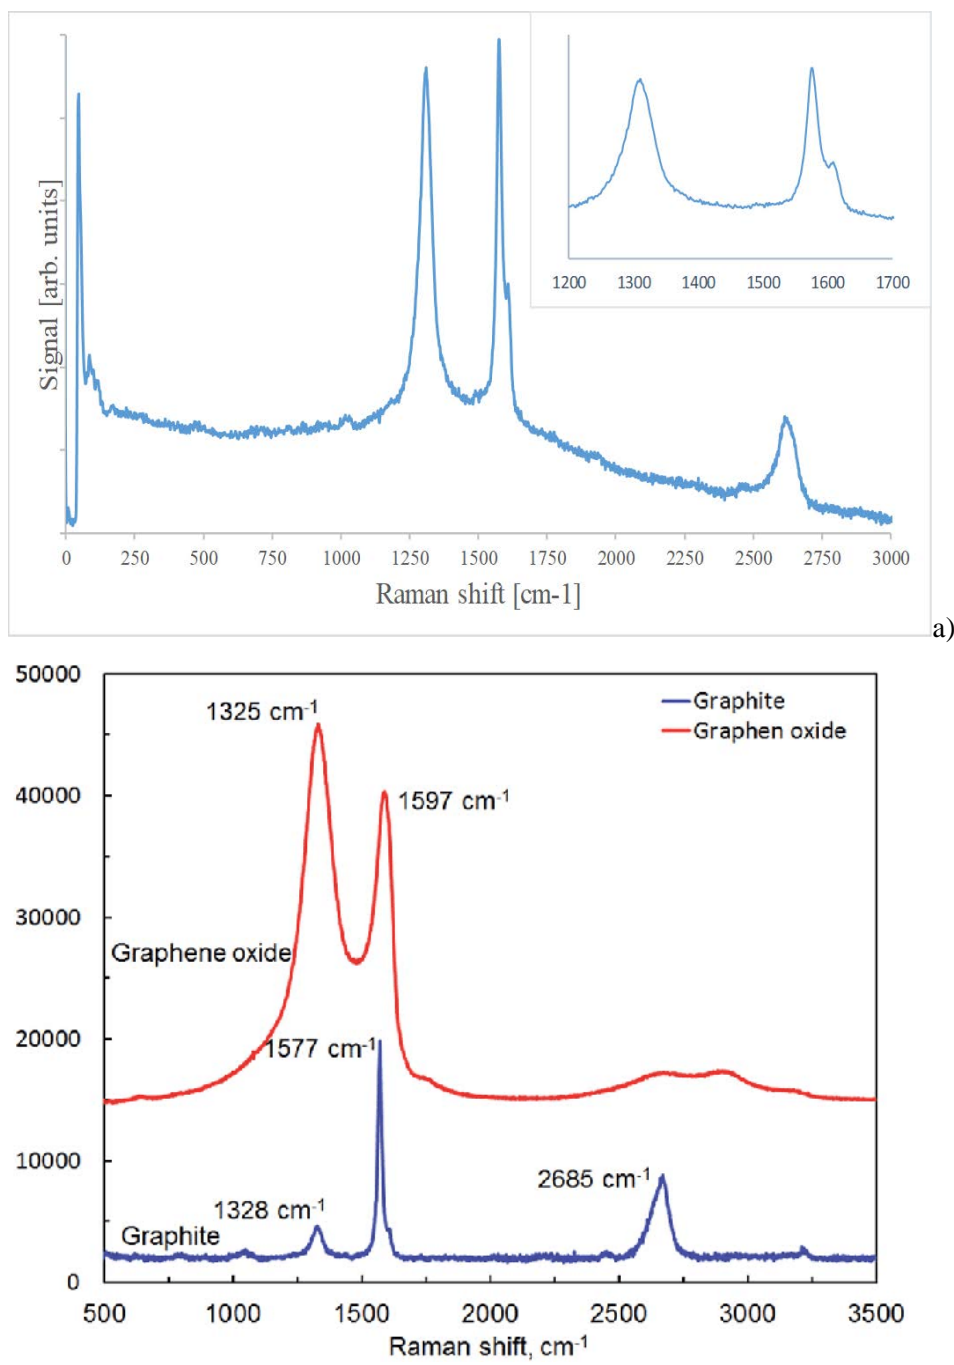 1200 1300 1400 1500 1600 1700
Signal [arb. units]
0 250 500 750 1000 1250 1500 1750 2000 2250 2500 2750 3000
Raman shift [cm-1]
a)
50000
40000
30000
20000
10000
0
1325 cm-1
Graphite
Graphen oxide
1597 cm-1
Graphene oxide
1577 cm-1
2685 cm-1
1328 cm-1
Graphite
500 1000 1500 2000 2500 3000 3500
Raman shift, cm-1